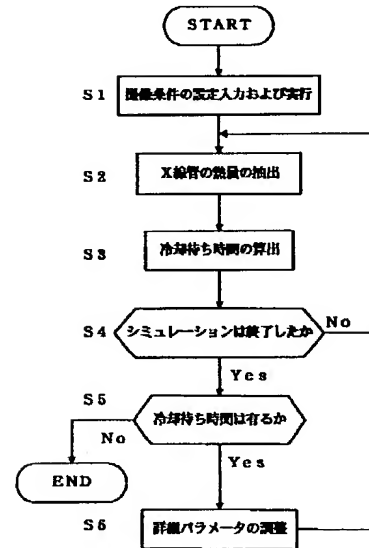 START
S1 撮像条件の設定入力および実行
S2 X線管の熱量の抽出
S3 冷却待ち時間の算出
S4 シミュレーションは終了したか No
Yes
S5 冷却待ち時間は有るか
No Yes
END
S6 詳細パラメータの調整